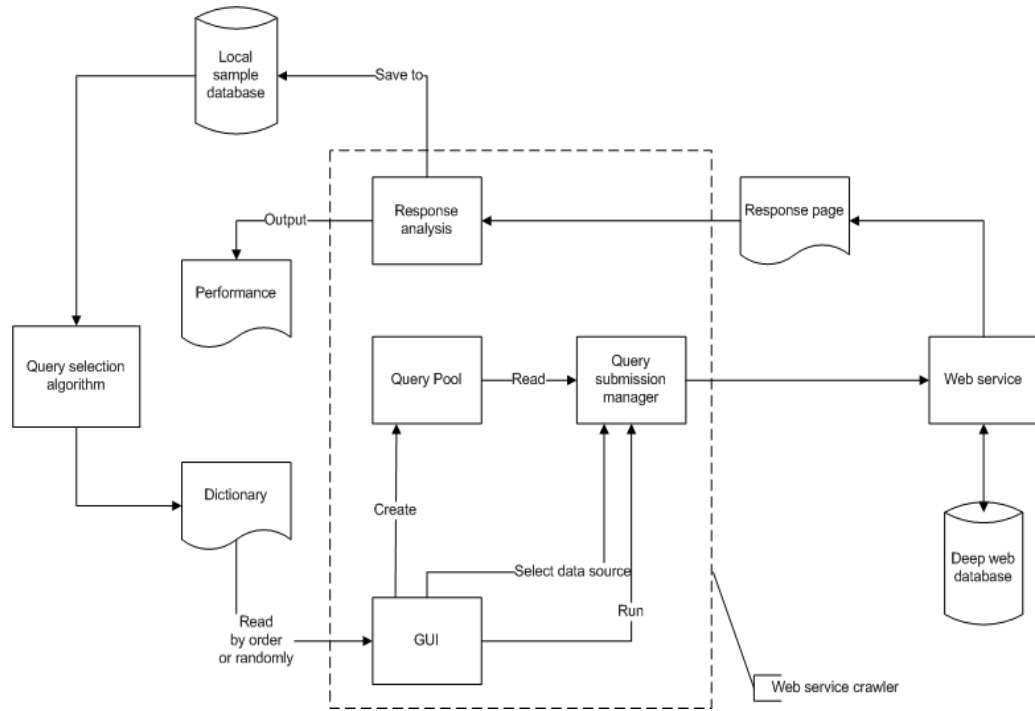 Local
sample
database
Save to
Response
analysis
Response page
Output
Performance
Query selection
algorithm
Query Pool
Read
Query
submission
manager
Web service
Dictionary
Create
Deep web
database
Select data source
Run
Read
by order
or randomly
GUI
Web service crawler